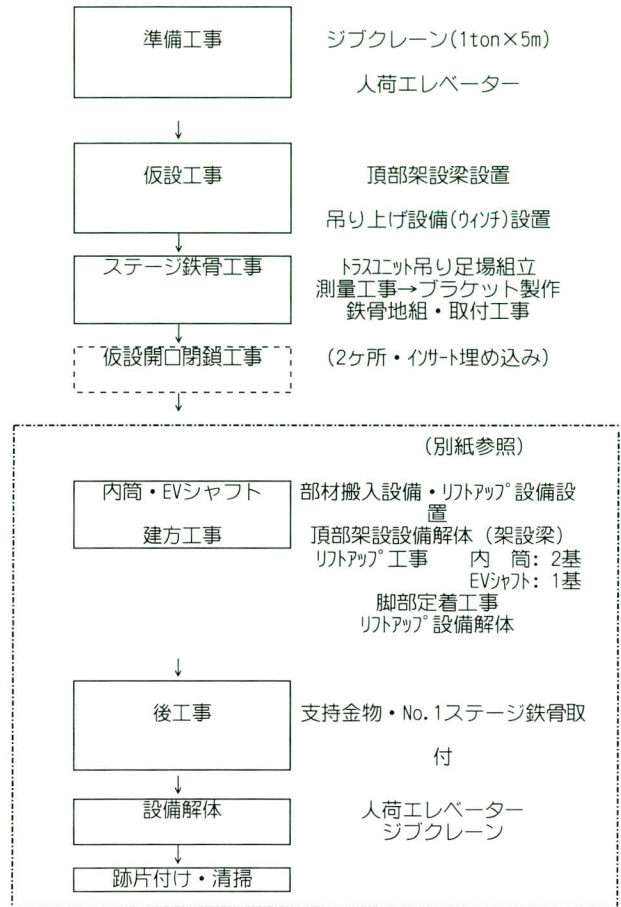 準備工事 ジブクレーン(1ton×5m)
人荷エレベーター
↓
仮設工事 頂部架設梁設置
吊り上げ設備(ｳｨﾝﾁ)設置
↓
ステージ鉄骨工事 ﾄﾗｽﾕﾆｯﾄ吊り足場組立
測量工事→ブラケット製作
鉄骨地組・取付工事
↓
仮設開口閉鎖工事 (2ケ所・ｲﾝｻｰﾄ埋め込み)
↓
(別紙参照)
内筒・EVシャフト 部材搬入設備・ﾘﾌﾄｱｯﾌﾟ設備設
置
建方工事 頂部架設設備解体（架設梁）
ﾘﾌﾄｱｯﾌﾟ工事 内 筒: 2基
EVｼｬﾌﾄ: 1基
脚部定着工事
ﾘﾌﾄｱｯﾌﾟ設備解体
↓
後工事 支持金物・No.1ステージ鉄骨取
付
↓
設備解体 人荷エレベーター
ジブクレーン
↓
跡片付け・清掃